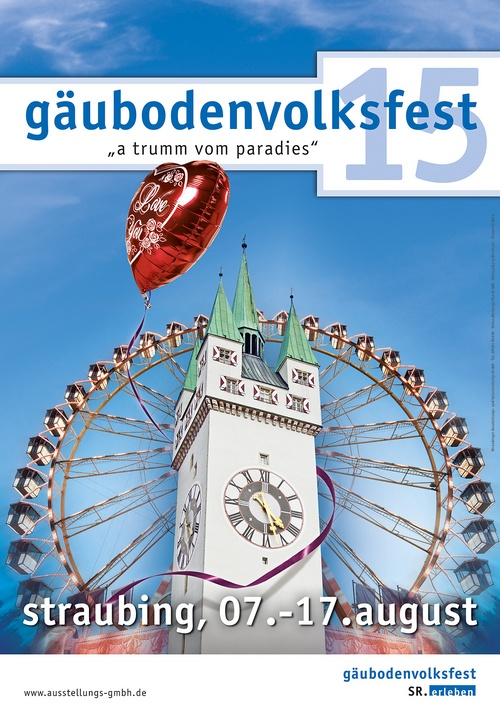 15
gäubodenvolksfest
„a trumm vom paradies“
Love
You
straubing, 07.-17.august
gäubodenvolksfest
www.ausstellungs-gmbh.de
SR.erleben